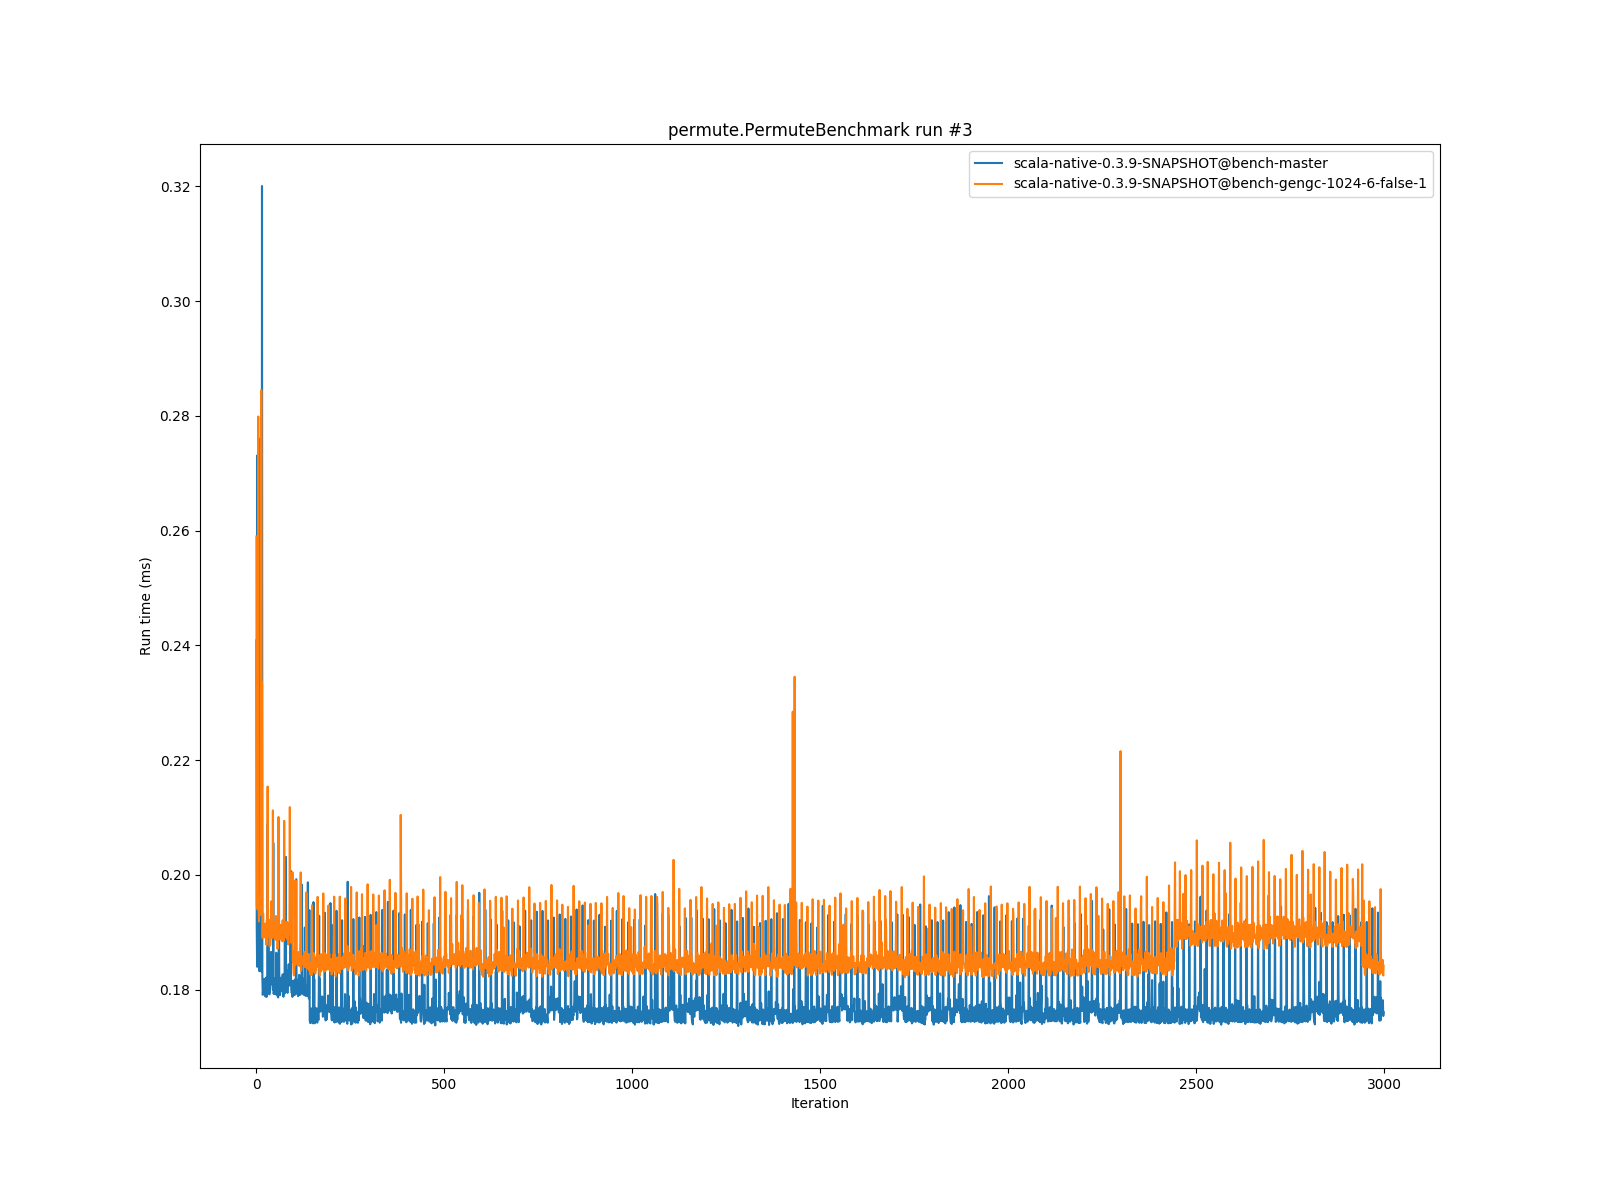 permute.PermuteBenchmark run #3
scala-native-0.3.9-SNAPSHOT@bench-master
scala-native-0.3.9-SNAPSHOT@bench-gengc-1024-6-false-1
0.32
0.30
0.28
0.26
0.24
0.22
0.20
0.18
Run time (ms)
0 500 1000 1500 2000 2500 3000
Iteration